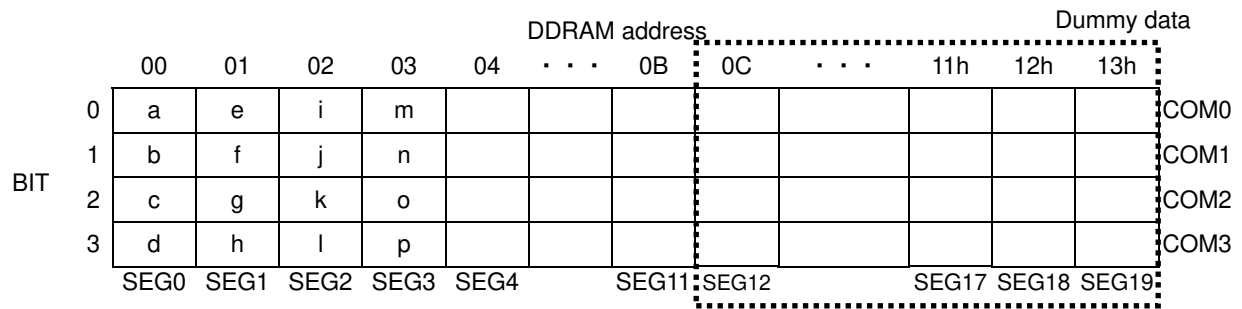 DDRAM address Dummy data
00 01 02 03 04 · · · 0B 0C · · · 11h 12h 13h
0 a e i m COM0
1 b f j n COM1
BIT
2 c g k o COM2
3 d h l p COM3
SEG0 SEG1 SEG2 SEG3 SEG4 SEG11 SEG12 SEG17 SEG18 SEG19